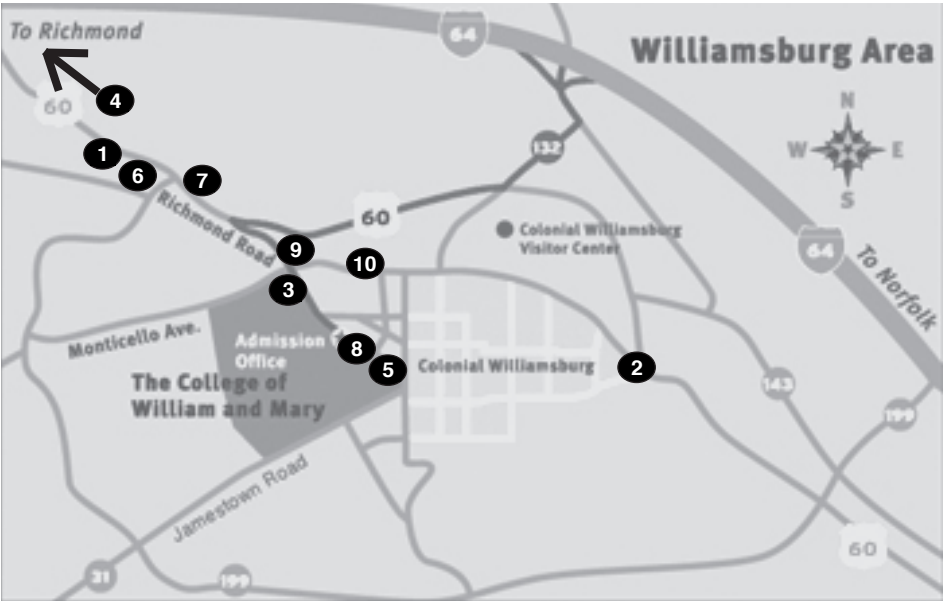 To Richmond
64
Williamsburg Area
N
W E
S
60
4
1
6
7
132
60
Richmond Road
Colonial Williamsburg
Visitor Center
64
To Norfolk
9
10
3
Monticello Ave.
Admission
Office
8
5
Colonial Williamsburg
2
The College of
William and Mary
143
199
Jamestown Road
60
31
199